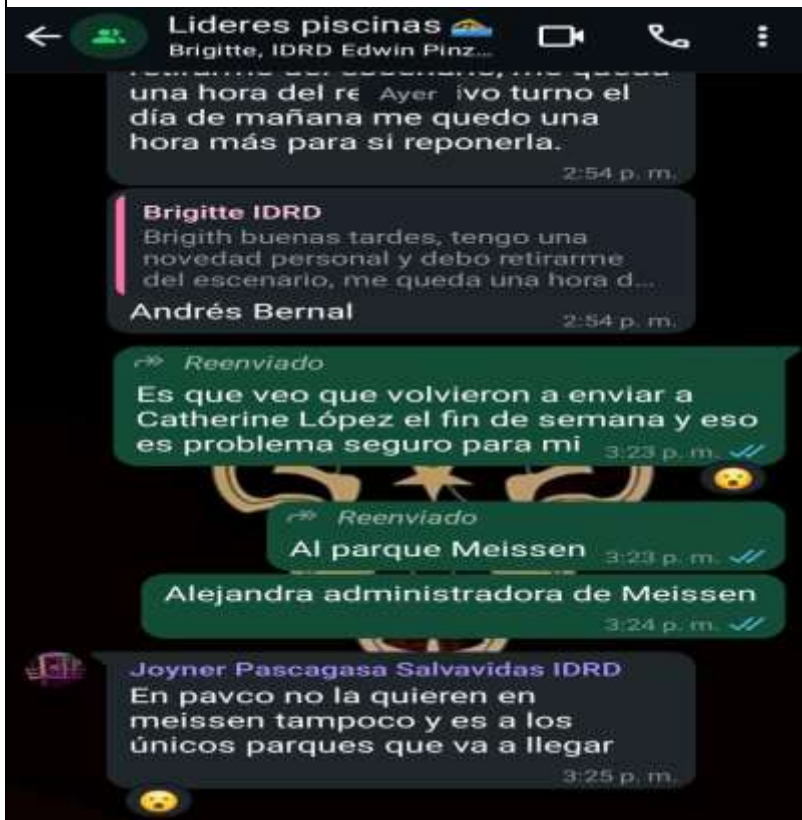 Lideres piscinas
Brigitte, IDRD Edwin Pinz...
una hora del re Ayer ivo turno el
día de mañana me quedo una
hora más para si reponerla.
2:54 p. m.
Brigitte IDRD
Brigith buenas tardes, tengo una
novedad personal y debo retirarme
del escenario, me queda una hora d...
Andrés Bernal
2:54 p. m.
Reenviado
Es que veo que volvieron a enviar a
Catherine López el fin de semana y eso
es problema seguro para mi 3:23 p. m.
Reenviado
Al parque Meissen 3:23 p. m.
Alejandra administradora de Meissen
3:24 p. m.
Joyner Pascagasa Salvavidas IDRD
En pavco no la quieren en
meissen tampoco y es a los
únicos parques que va a llegar
3:25 p. m.